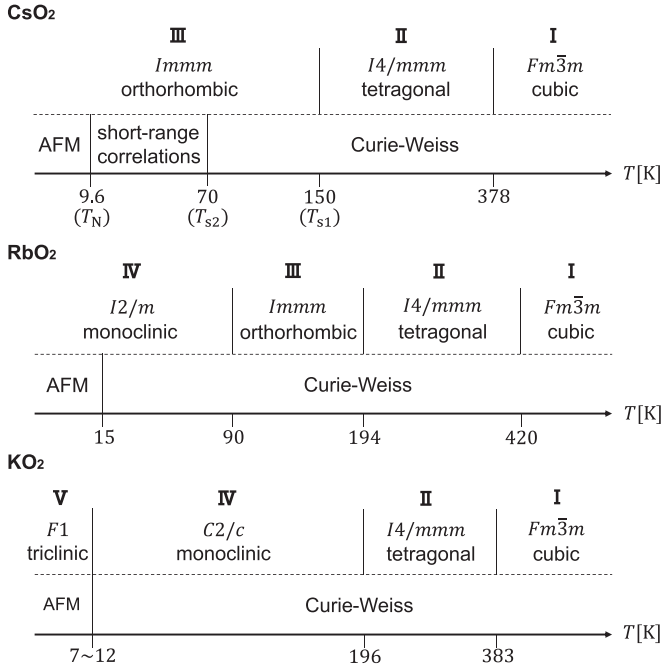 CsO₂
Ⅲ Ⅱ Ⅰ
Immm I4/mmm Fm3̅m
orthorhombic tetragonal cubic
AFM short-range correlations Curie-Weiss
T[K]
9.6 70 150 378
(T_N) (T_s2) (T_s1)
RbO₂
Ⅳ Ⅲ Ⅱ Ⅰ
I2/m Immm I4/mmm Fm3̅m
monoclinic orthorhombic tetragonal cubic
AFM Curie-Weiss
T[K]
15 90 194 420
KO₂
Ⅴ Ⅳ Ⅱ Ⅰ
F1 C2/c I4/mmm Fm3̅m
triclinic monoclinic tetragonal cubic
AFM Curie-Weiss
T[K]
7~12 196 383